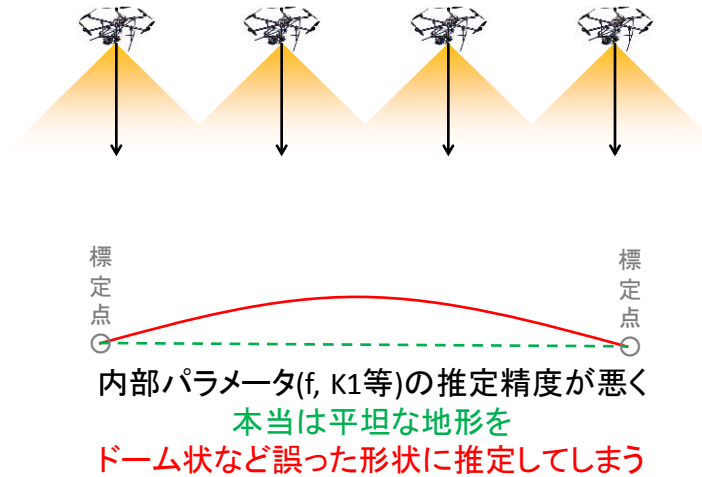 標定点
標定点
内部パラメータ(f, K1等)の推定精度が悪く
本当は平坦な地形を
ドーム状など誤った形状に推定してしまう